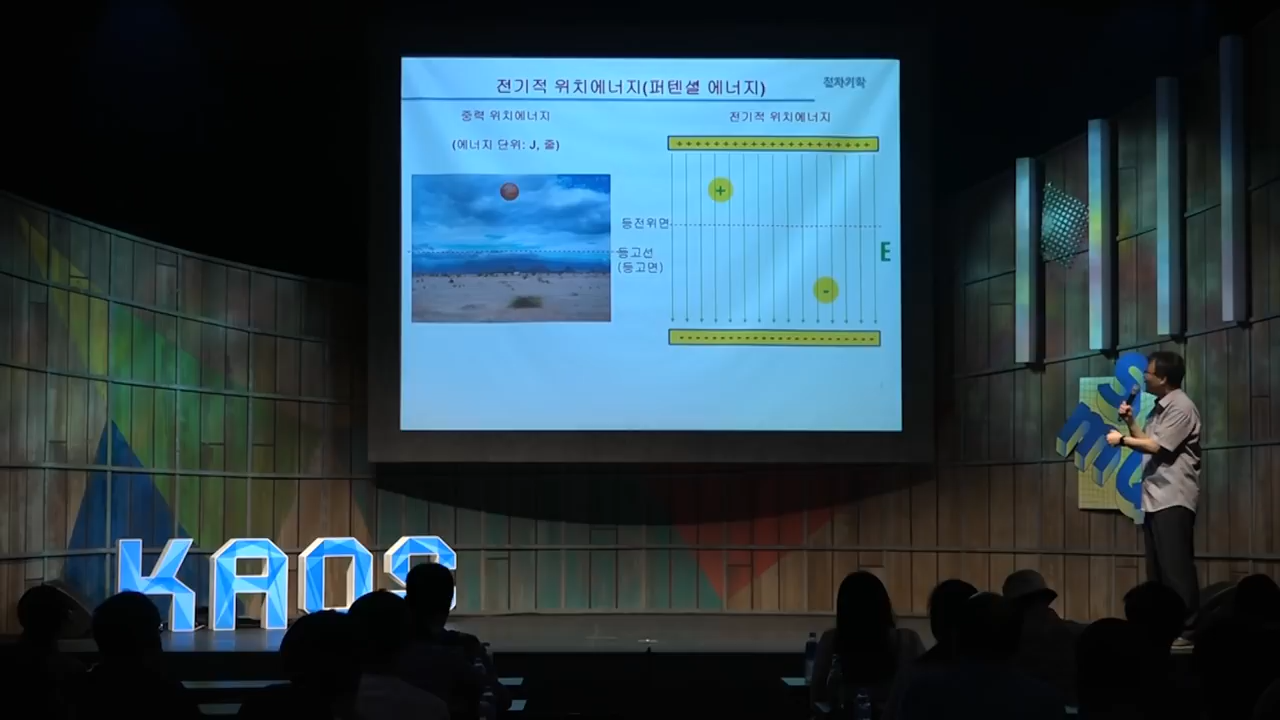 전기적 위치에너지(퍼텐셜 에너지)
전자기학
중력 위치에너지
(에너지 단위: J, 줄)
전기적 위치에너지
+ + + + + + + + + + + + + + + + + + +
+
등전위면
등고선
(등고면)
E
-
- - - - - - - - - - - - - - - - - - - -
KAOS